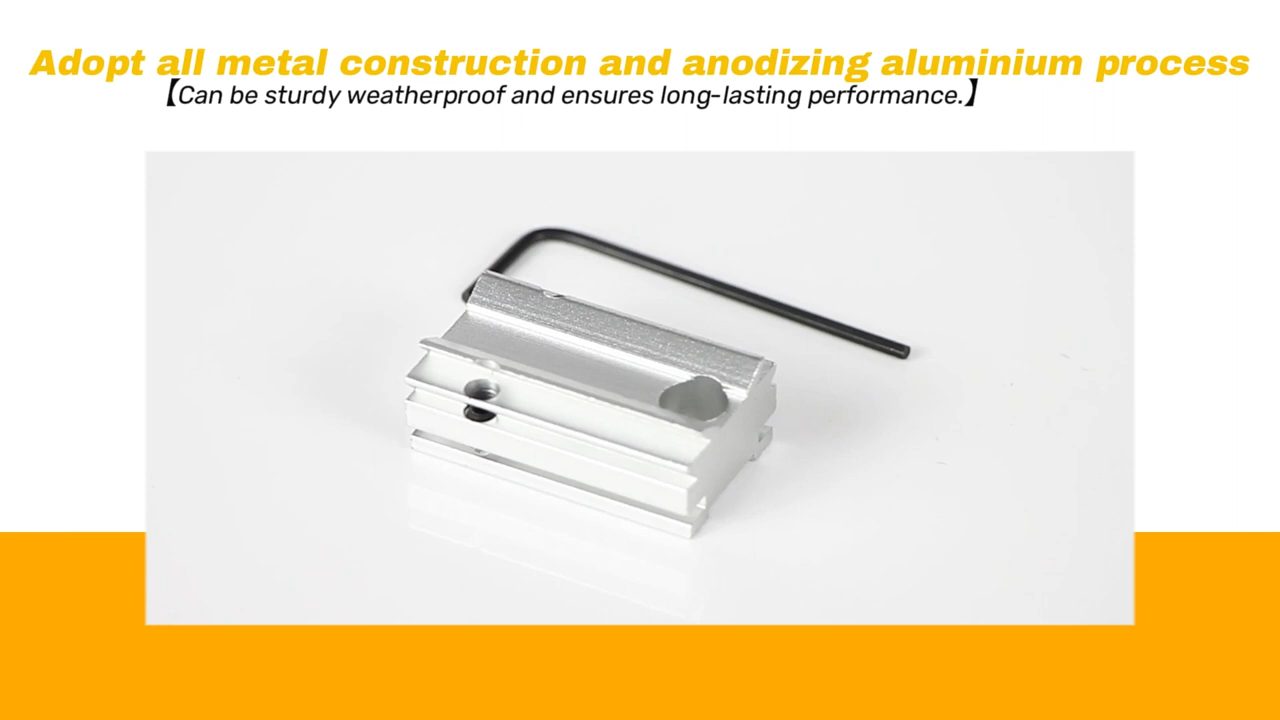 Adopt all metal construction and anodizing aluminium process
【Can be sturdy weatherproof and ensures long-lasting performance.】